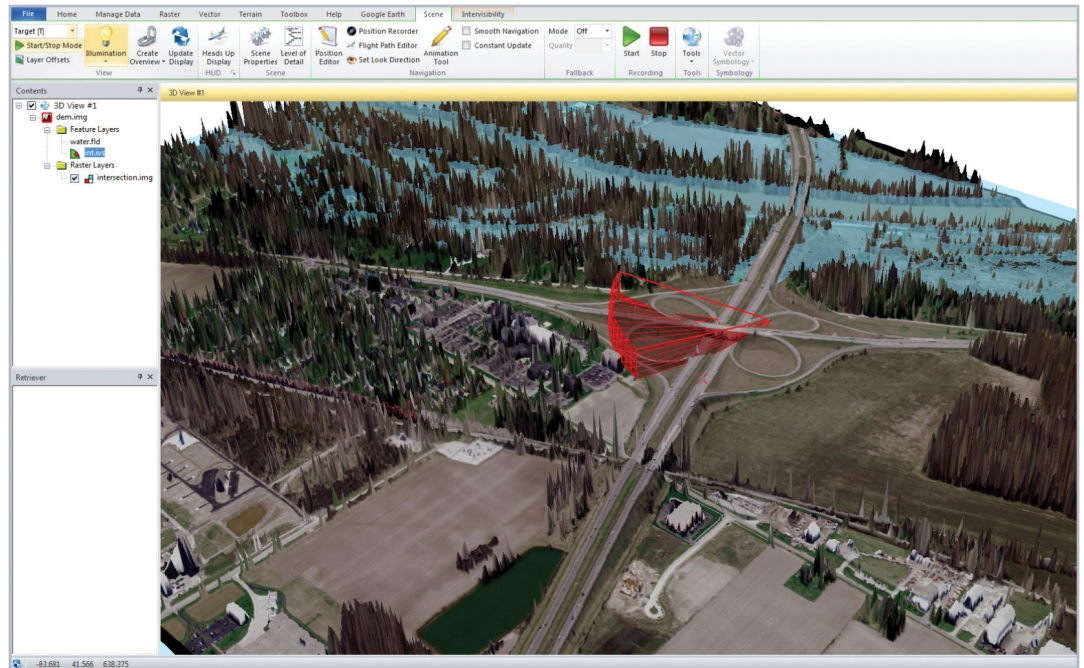 File Home Manage Data Raster Vector Terrain Toolbox Help Google Earth Scene Intervisibility
Target [T]
Start/Stop Mode
Layer Offsets
Illumination
Create Overview
Update Display
View
Heads Up Display
HUD
Scene Properties
Level of Detail
Scene
Position Editor
Position Recorder
Flight Path Editor
Set Look Direction
Animation Tool
Smooth Navigation
Constant Update
Navigation
Mode Off
Quality
Fallback
Start
Stop
Recording
Tools
Tools
Vector Symbology
Symbology
Contents
3D View #1
dem.img
Feature Layers
water.fld
int.ivs
Raster Layers
intersection.img
Retriever
3D View #1
-83.681 41.566 638.375